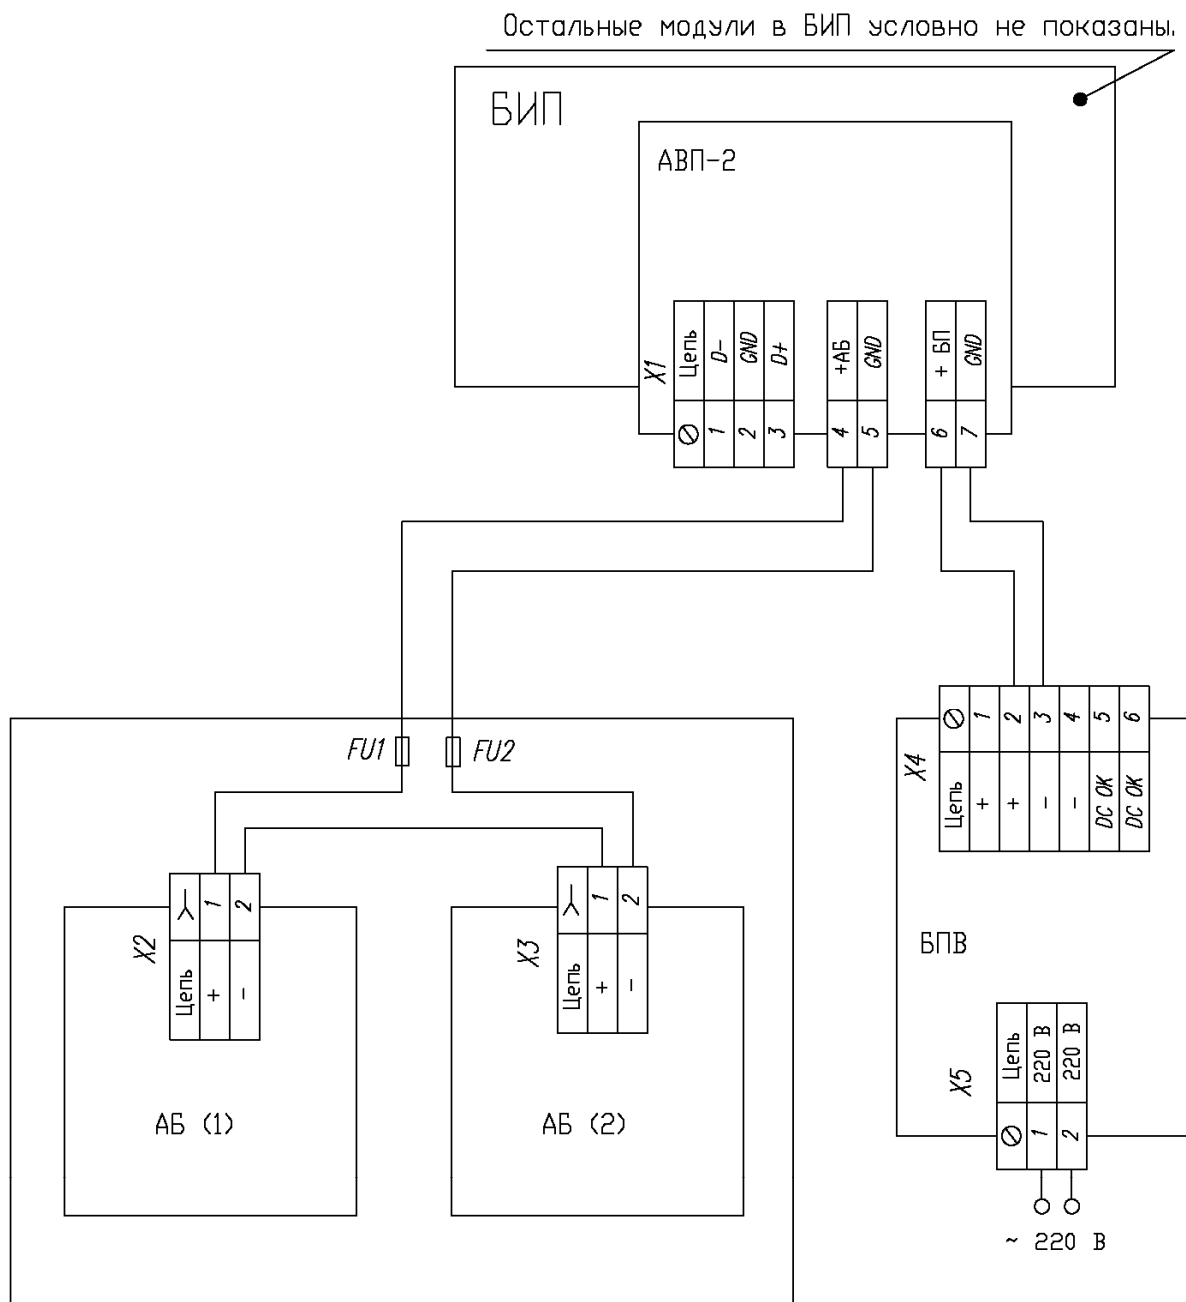 Остальные модули в БИП условно не показаны.
БИП
АВП-2
X1
Цепь
D-
GND
D+
+АБ
GND
+ БП
GND
1
2
3
4
5
6
7
FU1
FU2
X4
1
2
3
4
5
6
Цепь
+
+
-
-
DC OK
DC OK
X2
1
2
Цепь
+
-
X3
1
2
Цепь
+
-
БПВ
АБ (1)
АБ (2)
X5
Цепь
220 В
220 В
1
2
~ 220 В